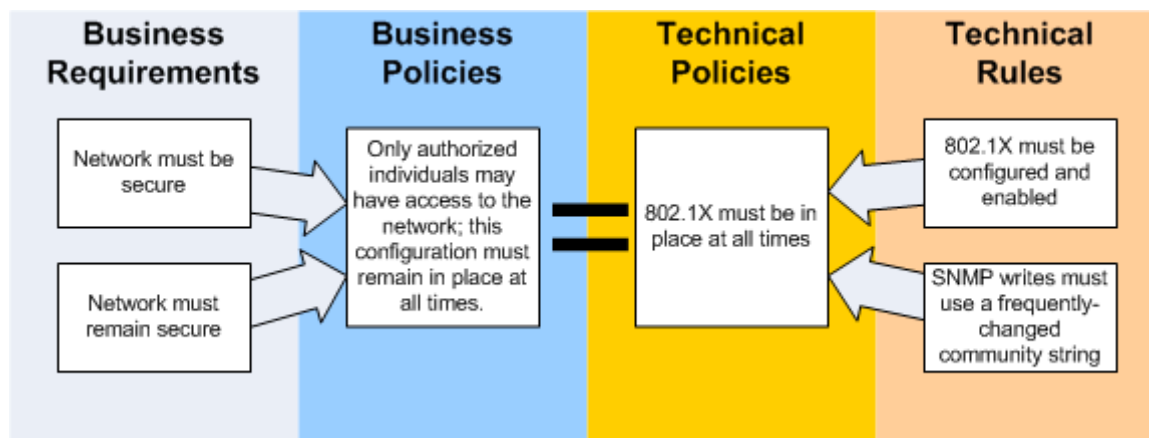 Business
Requirements
Business
Policies
Technical
Policies
Technical
Rules
Network must be
secure
Network must
remain secure
Only authorized
individuals may
have access to the
network; this
configuration must
remain in place at
all times.
802.1X must be in
place at all times
802.1X must be
configured and
enabled
SNMP writes must
use a frequently-
changed
community string